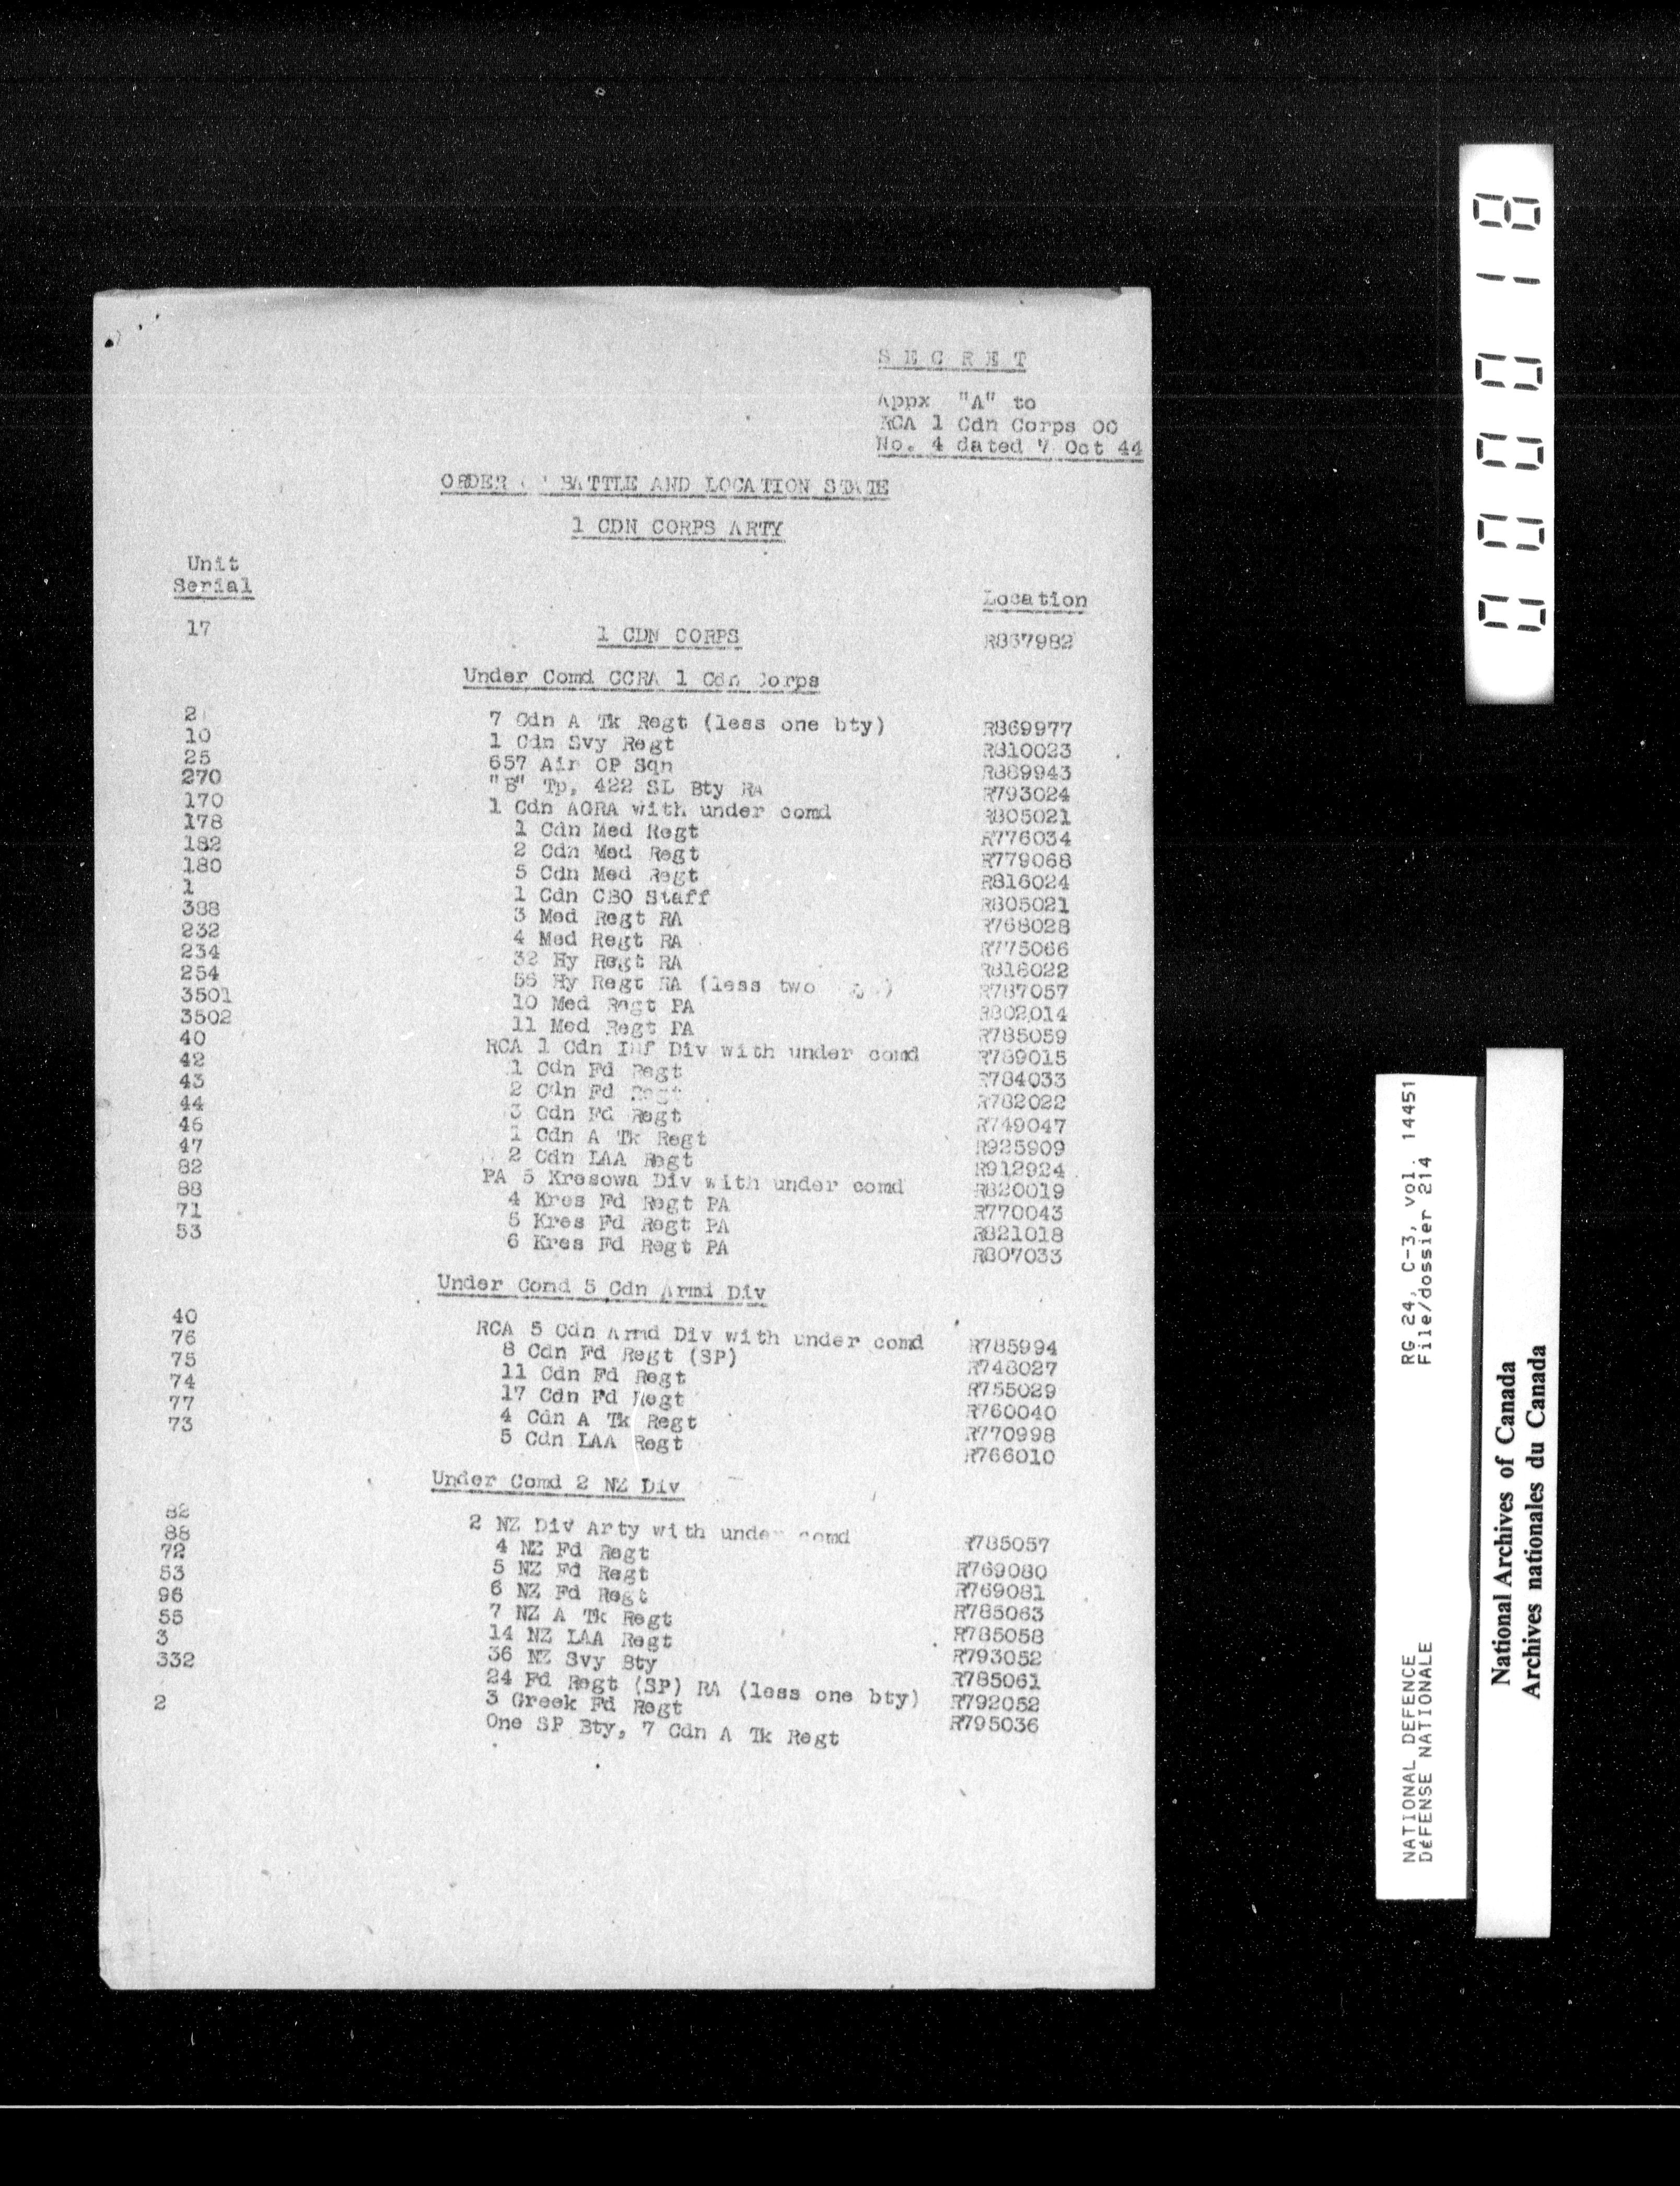 S E C R E T
Appx "A" to
RCA 1 Cdn Corps OO
No. 4 dated 7 Oct 44
ORDER BATTLE AND LOCATION STATE
1 CDN CORPS ARTY
Unit
Serial Location
17 1 CDN CORPS R867982
Under Comd CCRA 1 Cdn Corps
2 7 Cdn A Tk Regt (less one bty) R869977
10 1 Cdn Svy Regt R810023
25 657 Air OP Sqn R889943
270 "B" Tp, 422 SL Bty RA R793024
170 1 Cdn AGRA with under comd R805021
178 1 Cdn Med Regt R776034
182 2 Cdn Med Regt R779068
180 5 Cdn Med Regt R816024
1 1 Cdn CBO Staff R805021
388 3 Med Regt RA R768028
232 4 Med Regt RA R775066
234 32 Hy Regt RA R816022
254 56 Hy Regt RA (less two ) R787057
3501 10 Med Regt PA R802014
3502 11 Med Regt PA R785059
40 RCA 1 Cdn Inf Div with under comd R789015
42 1 Cdn Fd Regt R784033
43 2 Cdn Fd Regt R782022
44 3 Cdn Fd Regt R749047
46 1 Cdn A Tk Regt R925909
47 2 Cdn LAA Regt R912924
82 PA 5 Kresowa Div with under comd R820019
88 4 Kres Fd Regt PA R770043
71 5 Kres Fd Regt PA R821018
53 6 Kres Fd Regt PA R807033
Under Comd 5 Cdn Armd Div
40 RCA 5 Cdn Armd Div with under comd R785994
76 8 Cdn Fd Regt (SP) R748027
75 11 Cdn Fd Regt R755029
74 17 Cdn Fd Regt R760040
77 4 Cdn A Tk Regt R770998
73 5 Cdn LAA Regt R766010
Under Comd 2 NZ Div
82 2 NZ Div Arty with under comd R785057
88 4 NZ Fd Regt R769080
72 5 NZ Fd Regt R769081
53 6 NZ Fd Regt R785063
96 7 NZ A Tk Regt R785058
55 14 NZ LAA Regt R793052
3 36 NZ Svy Bty R785061
332 24 Fd Regt (SP) RA (less one bty) R792052
3 Greek Fd Regt R795036
2 One SP Bty, 7 Cdn A Tk Regt
000018
RG 24, C-3, vol. 14451
File/dossier 214
NATIONAL DEFENCE
DéFENSE NATIONALE
National Archives of Canada
Archives nationales du Canada